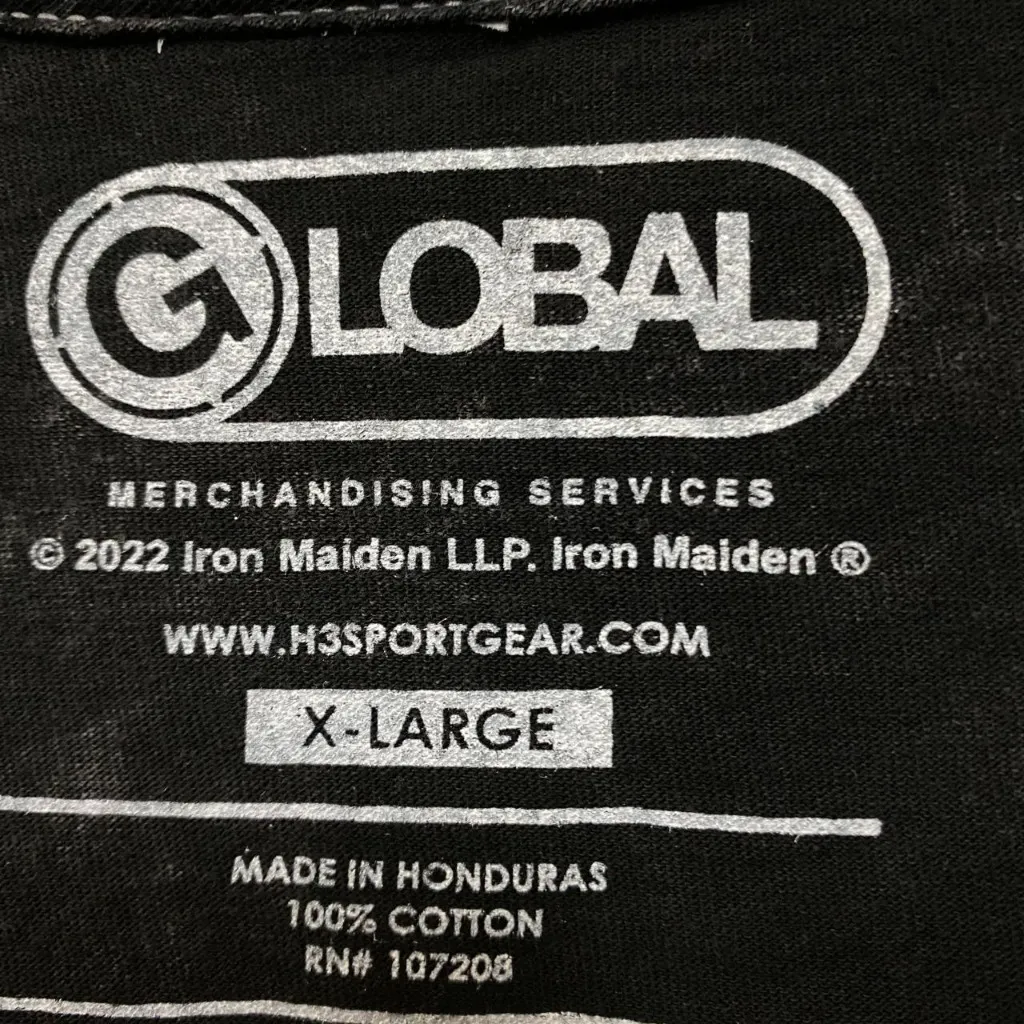 GLOBAL
MERCHANDISING SERVICES
© 2022 Iron Maiden LLP. Iron Maiden ®
WWW.H3SPORTGEAR.COM
X-LARGE
MADE IN HONDURAS
100% COTTON
RN# 107208